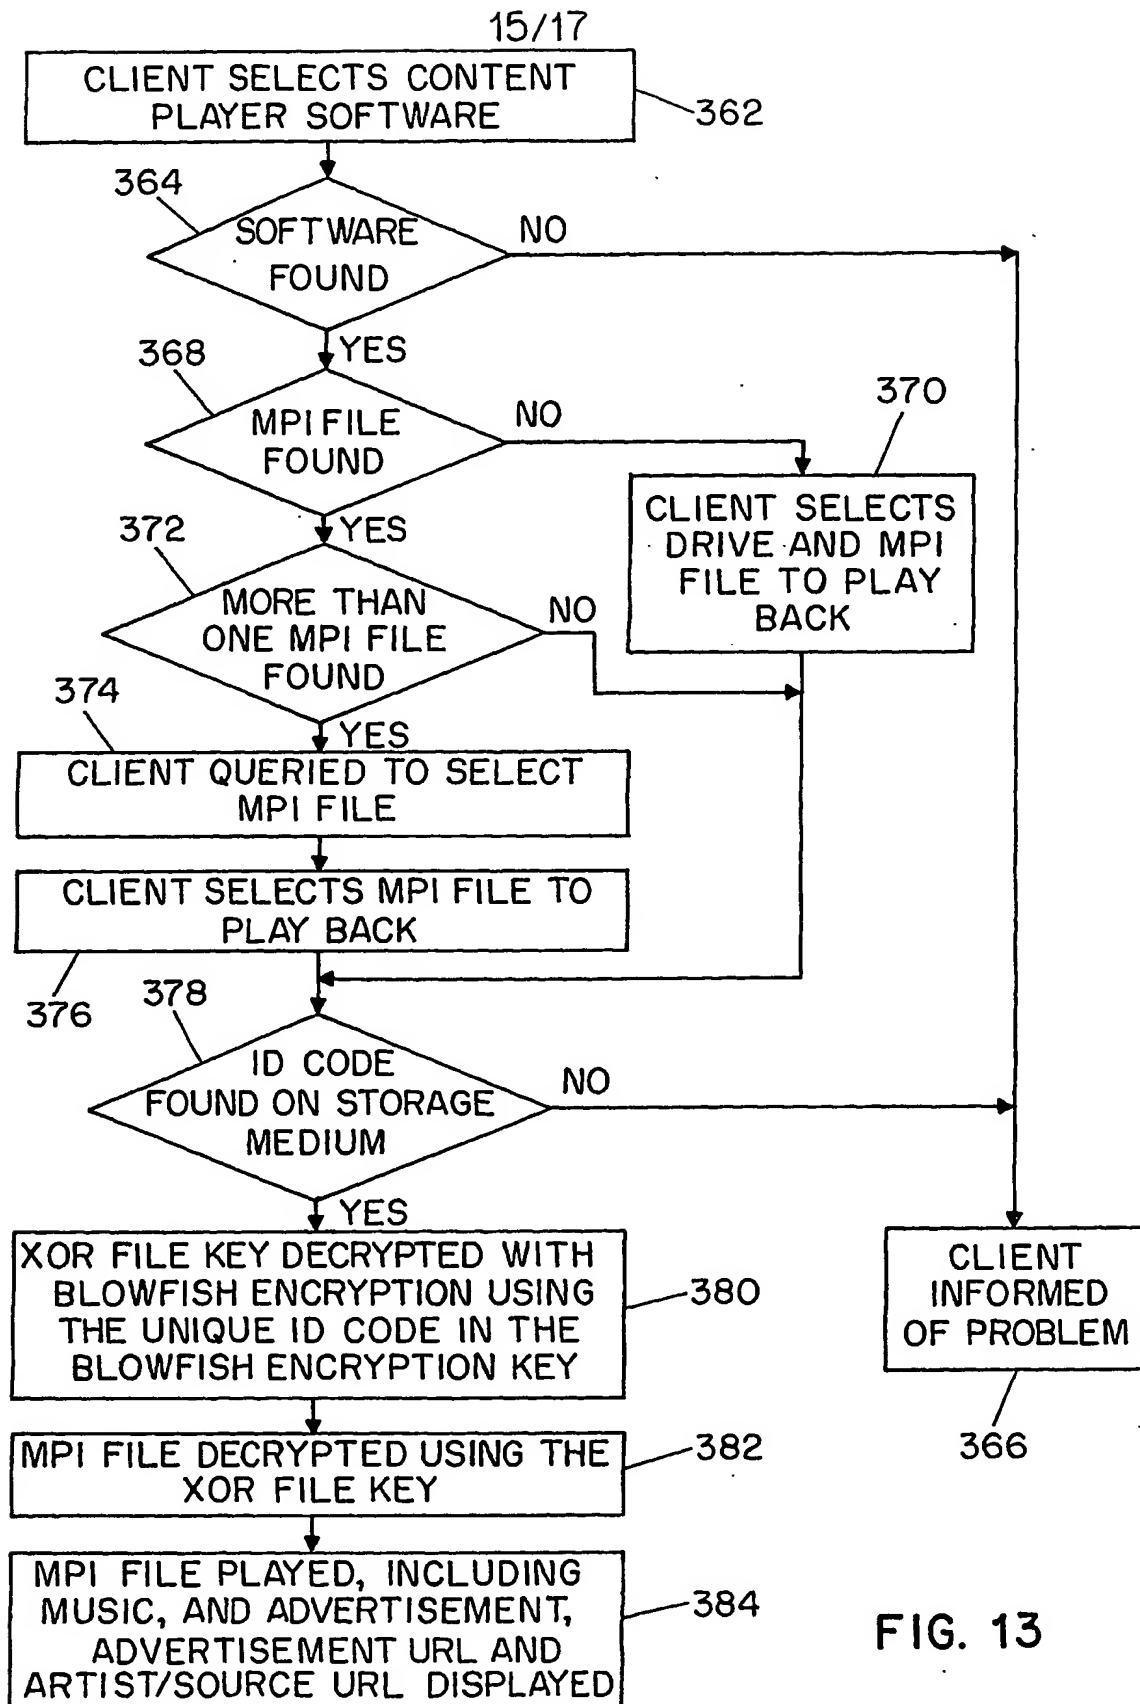 15/17
CLIENT SELECTS CONTENT
PLAYER SOFTWARE
362
364
SOFTWARE
FOUND
NO
YES
368
MPI FILE
FOUND
NO
370
CLIENT SELECTS
DRIVE AND MPI
FILE TO PLAY
BACK
YES
372
MORE THAN
ONE MPI FILE
FOUND
NO
374
YES
CLIENT QUERIED TO SELECT
MPI FILE
CLIENT SELECTS MPI FILE TO
PLAY BACK
376
378
ID CODE
FOUND ON STORAGE
MEDIUM
NO
YES
XOR FILE KEY DECRYPTED WITH
BLOWFISH ENCRYPTION USING
THE UNIQUE ID CODE IN THE
BLOWFISH ENCRYPTION KEY
380
CLIENT
INFORMED
OF PROBLEM
366
MPI FILE DECRYPTED USING THE
XOR FILE KEY
382
MPI FILE PLAYED, INCLUDING
MUSIC, AND ADVERTISEMENT,
ADVERTISEMENT URL AND
ARTIST/SOURCE URL DISPLAYED
384
FIG. 13